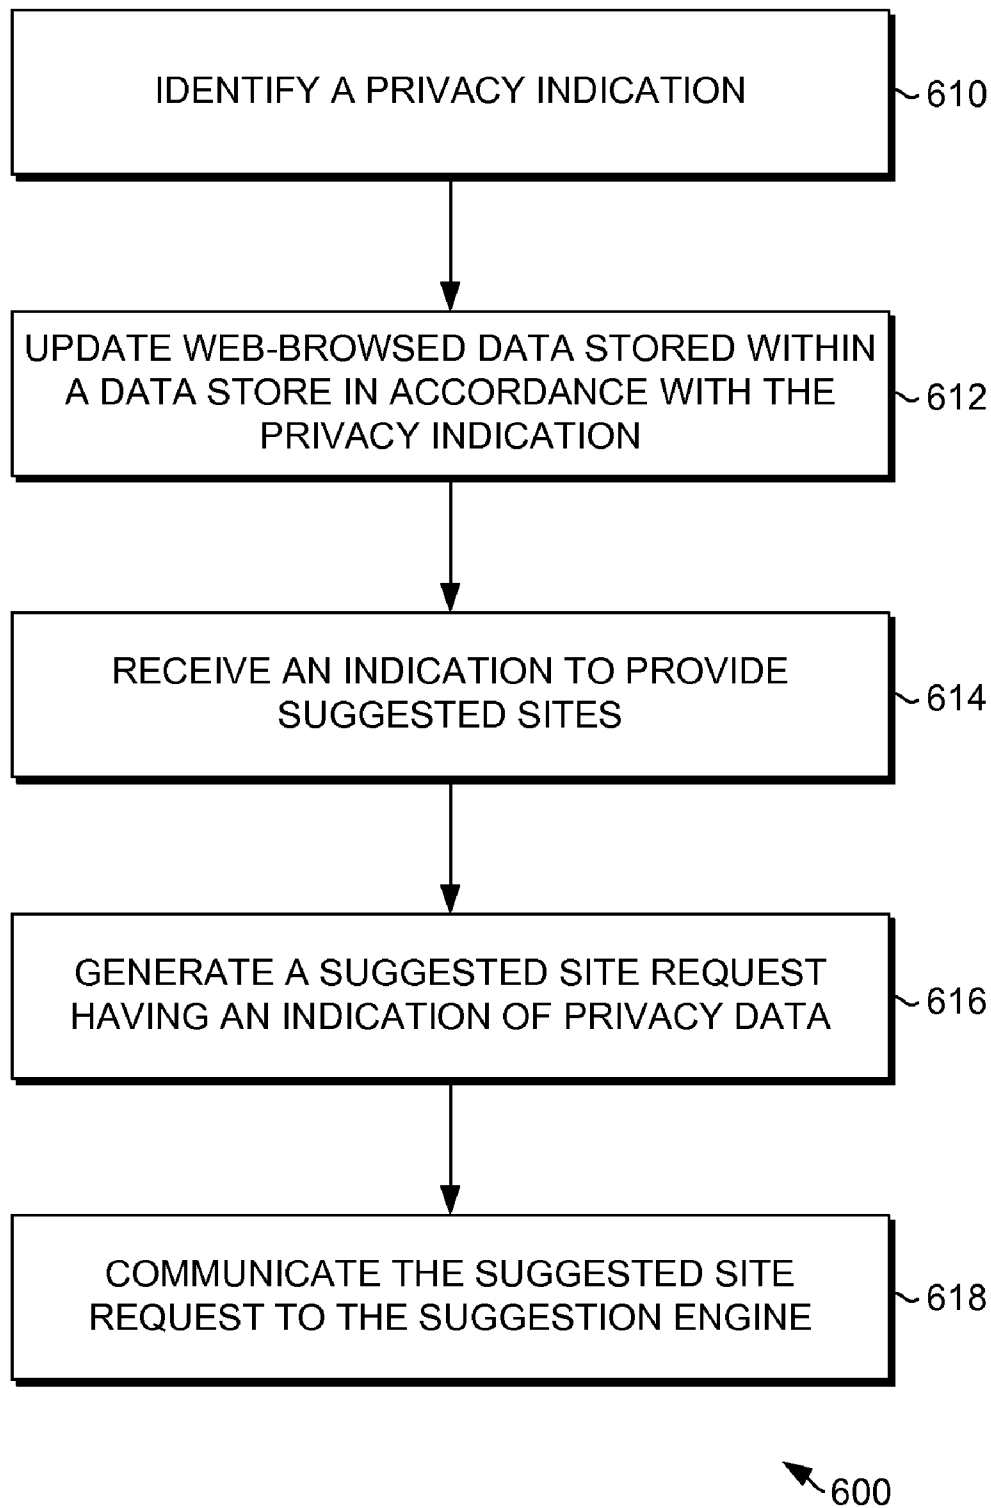 IDENTIFY A PRIVACY INDICATION
610
UPDATE WEB-BROWSED DATA STORED WITHIN
A DATA STORE IN ACCORDANCE WITH THE
PRIVACY INDICATION
612
RECEIVE AN INDICATION TO PROVIDE
SUGGESTED SITES
614
GENERATE A SUGGESTED SITE REQUEST
HAVING AN INDICATION OF PRIVACY DATA
616
COMMUNICATE THE SUGGESTED SITE
REQUEST TO THE SUGGESTION ENGINE
618
600